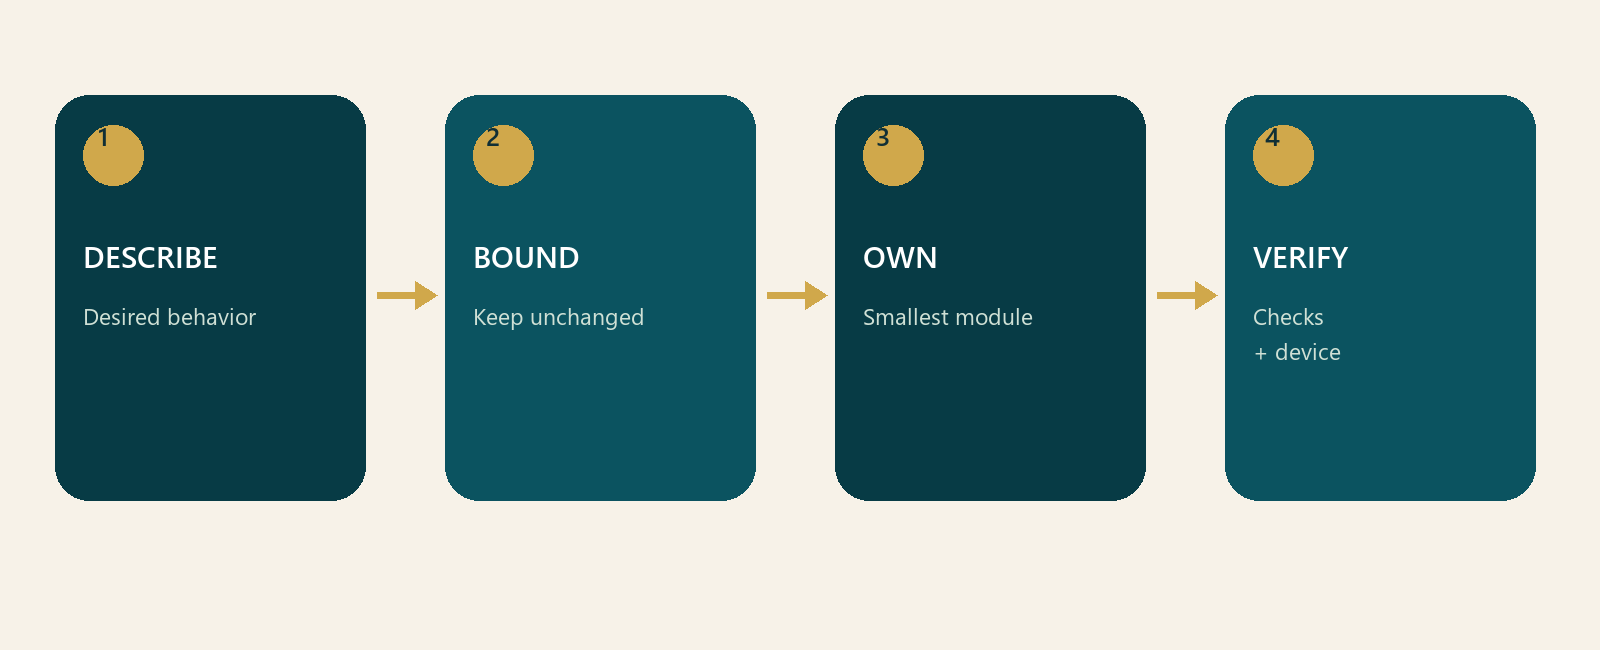 1
DESCRIBE
Desired behavior
2
BOUND
Keep unchanged
3
OWN
Smallest module
4
VERIFY
Checks
+ device